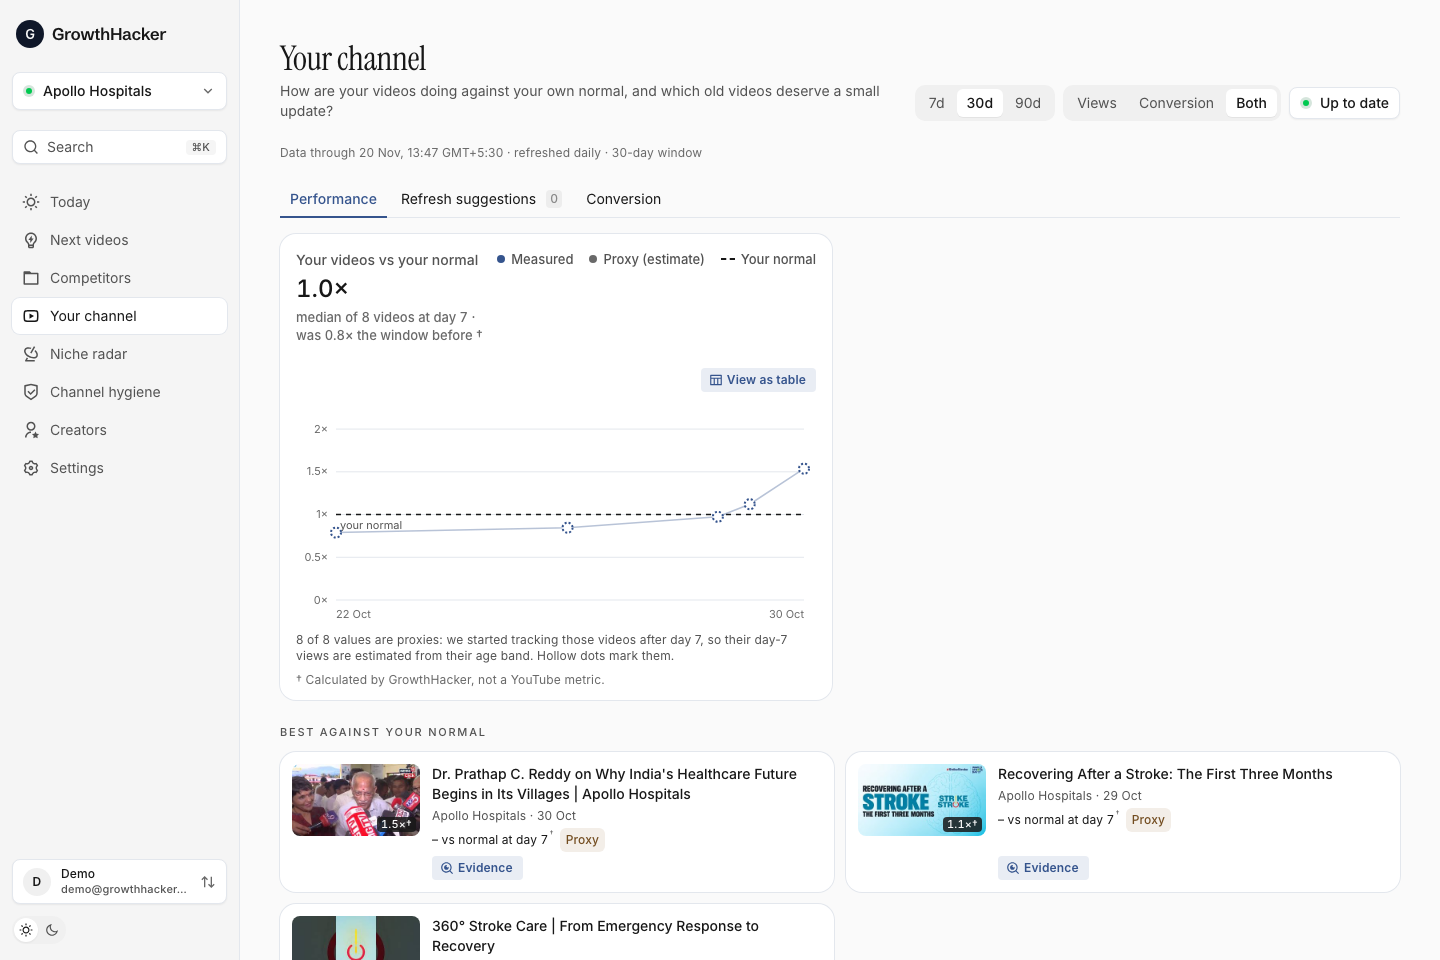 G GrowthHacker
Apollo Hospitals
Search ⌘K
Today
Next videos
Competitors
Your channel
Niche radar
Channel hygiene
Creators
Settings
D Demo
demo@growthhacker...
Your channel
How are your videos doing against your own normal, and which old videos deserve a small
update?
7d 30d 90d Views Conversion Both Up to date
Data through 20 Nov, 13:47 GMT+5:30 · refreshed daily · 30-day window
Performance Refresh suggestions 0 Conversion
Your videos vs your normal Measured Proxy (estimate) Your normal
1.0×
median of 8 videos at day 7 ·
was 0.8× the window before †
View as table
2×
1.5×
1×
your normal
0.5×
0×
22 Oct 30 Oct
8 of 8 values are proxies: we started tracking those videos after day 7, so their day-7
views are estimated from their age band. Hollow dots mark them.
† Calculated by GrowthHacker, not a YouTube metric.
BEST AGAINST YOUR NORMAL
1.5×†
Dr. Prathap C. Reddy on Why India's Healthcare Future
Begins in Its Villages | Apollo Hospitals
Apollo Hospitals · 30 Oct
– vs normal at day 7† Proxy
Evidence
RECOVERING AFTER A
STROKE
THE FIRST THREE MONTHS
1.1×†
Recovering After a Stroke: The First Three Months
Apollo Hospitals · 29 Oct
– vs normal at day 7† Proxy
Evidence
360° Stroke Care | From Emergency Response to
Recovery